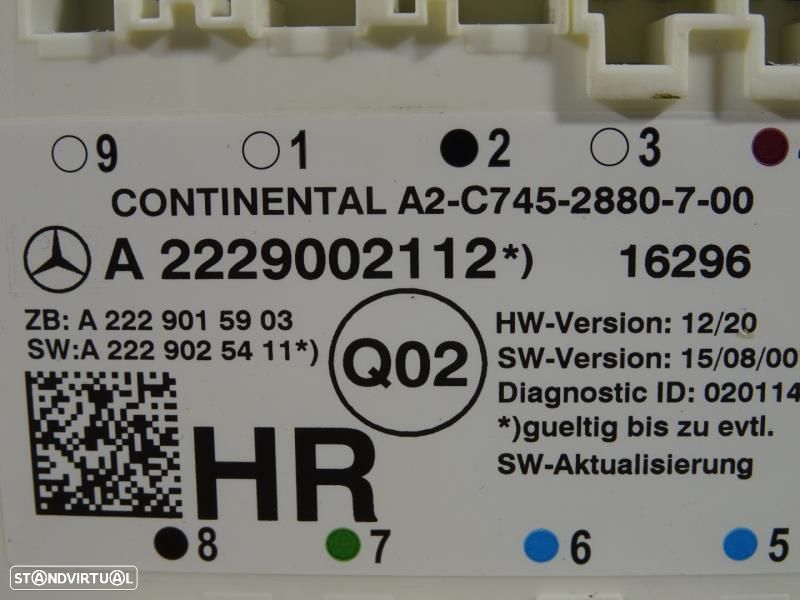 9 1 2 3
CONTINENTAL A2-C745-2880-7-00
A 2229002112*) 16296
ZB: A 222 901 59 03
SW:A 222 902 54 11*)
Q02
HW-Version: 12/20
SW-Version: 15/08/00
Diagnostic ID: 020114
*)gueltig bis zu evtl.
SW-Aktualisierung
HR
8 7 6 5
STANDVIRTUAL